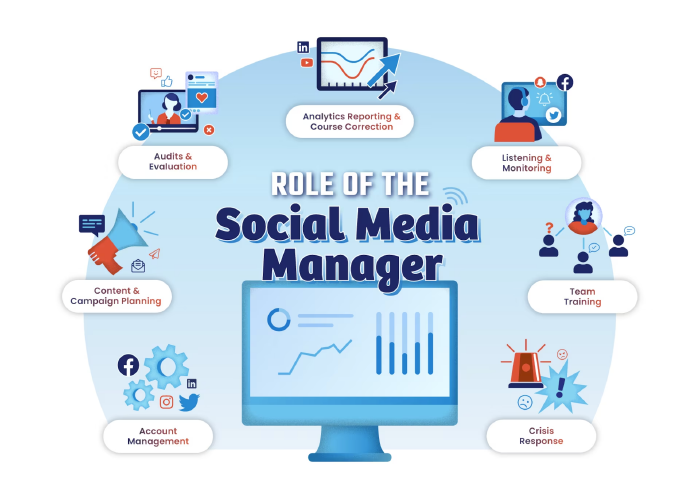 Analytics Reporting &
Course Correction
Audits &
Evaluation
Listening &
Monitoring
ROLE OF THE
Social Media
Manager
Content &
Campaign Planning
Team
Training
Account
Management
Crisis
Response